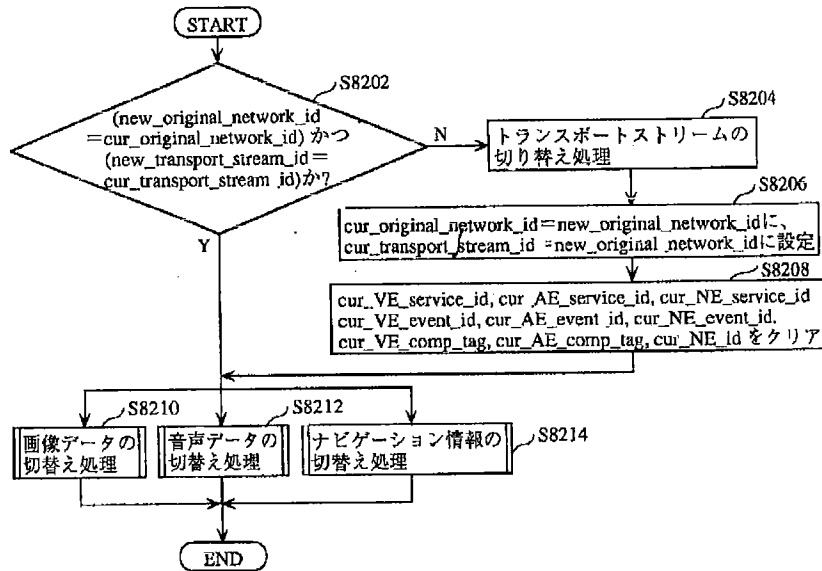 START
S8202
(new_original_network_id
=cur_original_network_id) かつ
(new_transport_stream_id=
cur_transport_stream id)か?
N
Y
S8204
トランスポートストリームの
切り替え処理
S8206
cur_original_network_id=new_original_network_idに、
cur_transport_stream_id =new_original_network_idに設定
S8208
cur_VE_service_id, cur_AE_service_id, cur_NE_service_id
cur_VE_event_id, cur_AE_event_id, cur_NE_event_id.
cur_VE_comp_tag, cur_AE_comp_tag, cur_NE_id をクリア
S8210
画像データの
切替え処理
S8212
音声データの
切替え処理
S8214
ナビゲーション情報の
切替え処理
END